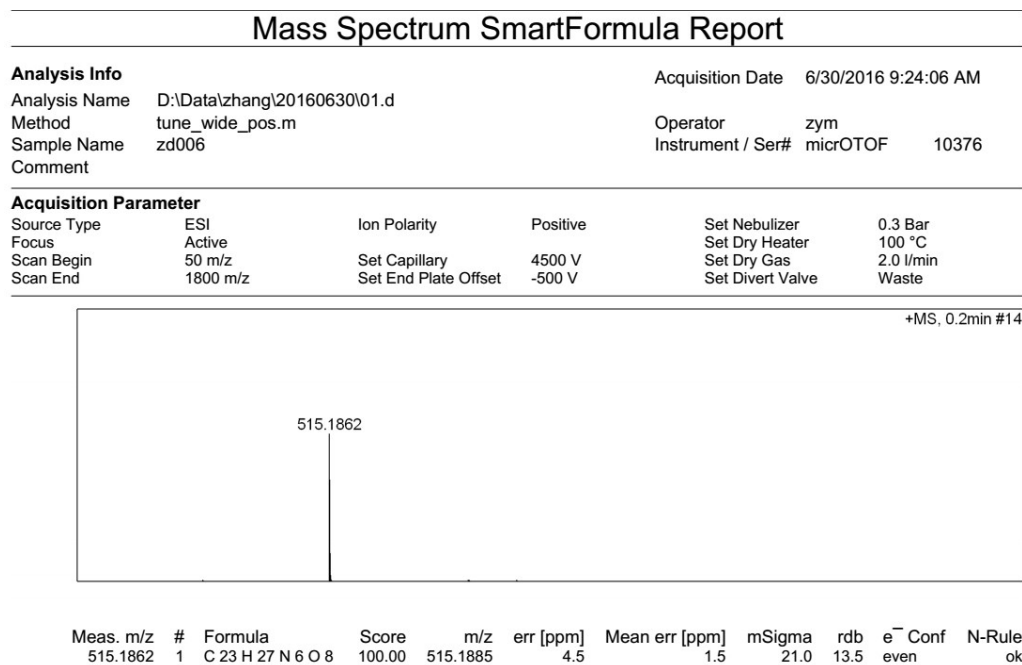 Mass Spectrum SmartFormula Report
Analysis Info
Acquisition Date 6/30/2016 9:24:06 AM
Analysis Name D:\Data\zhang\20160630\01.d
Method tune_wide_pos.m Operator zym
Sample Name zd006 Instrument / Ser# micrOTOF 10376
Comment
Acquisition Parameter
Source Type ESI Ion Polarity Positive Set Nebulizer 0.3 Bar
Focus Active Set Dry Heater 100 °C
Scan Begin 50 m/z Set Capillary 4500 V Set Dry Gas 2.0 l/min
Scan End 1800 m/z Set End Plate Offset -500 V Set Divert Valve Waste
+MS, 0.2min #14
515.1862
Meas. m/z # Formula Score m/z err [ppm] Mean err [ppm] mSigma rdb e¯ Conf N-Rule
515.1862 1 C 23 H 27 N 6 O 8 100.00 515.1885 4.5 1.5 21.0 13.5 even ok